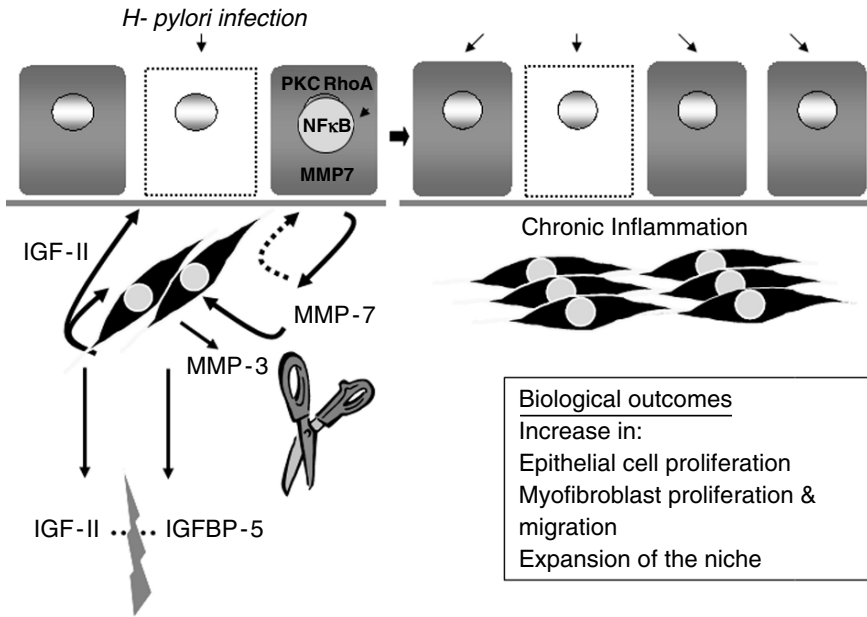 H- pylori infection
PKC RhoA
NFκB
MMP7
IGF-II
MMP-7
MMP-3
IGF-II
IGFBP-5
Chronic Inflammation
Biological outcomes
Increase in:
Epithelial cell proliferation
Myofibroblast proliferation &
migration
Expansion of the niche